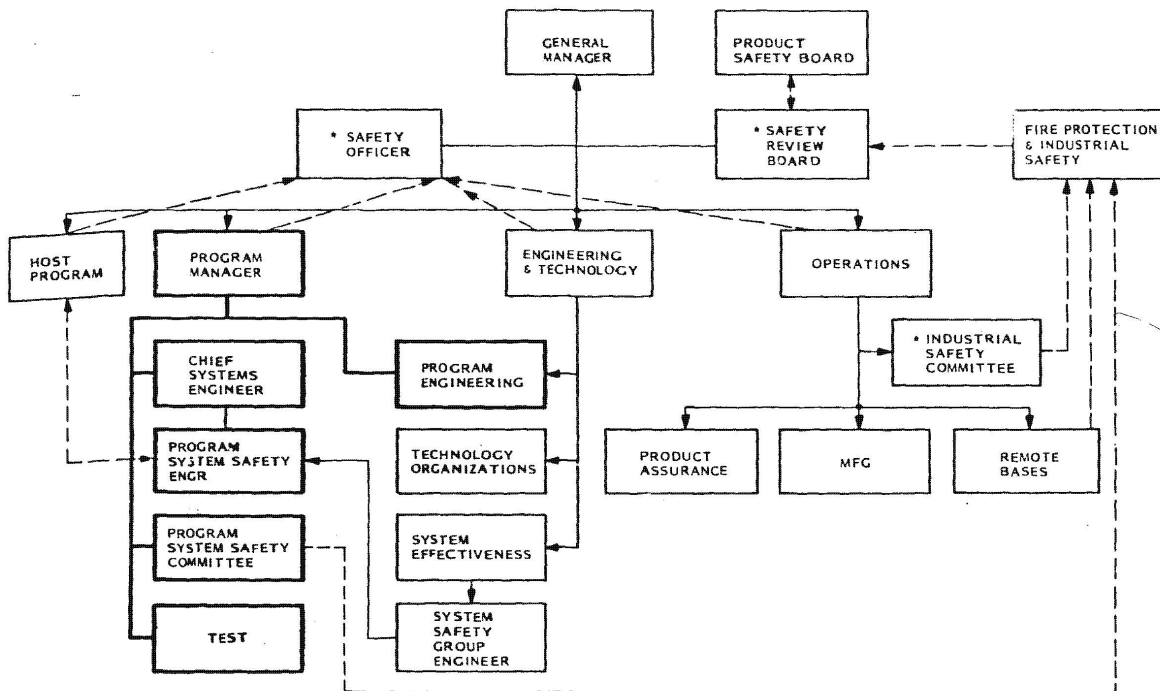 GENERAL
MANAGER
PRODUCT
SAFETY BOARD
* SAFETY
OFFICER
* SAFETY
REVIEW
BOARD
FIRE PROTECTION
& INDUSTRIAL
SAFETY
HOST
PROGRAM
PROGRAM
MANAGER
ENGINEERING
& TECHNOLOGY
OPERATIONS
CHIEF
SYSTEMS
ENGINEER
PROGRAM
ENGINEERING
* INDUSTRIAL
SAFETY
COMMITTEE
PROGRAM
SYSTEM SAFETY
ENGR
TECHNOLOGY
ORGANIZATIONS
PRODUCT
ASSURANCE
MFG
REMOTE
BASES
PROGRAM
SYSTEM SAFETY
COMMITTEE
SYSTEM
EFFECTIVENESS
TEST
SYSTEM
SAFETY
GROUP
ENGINEER